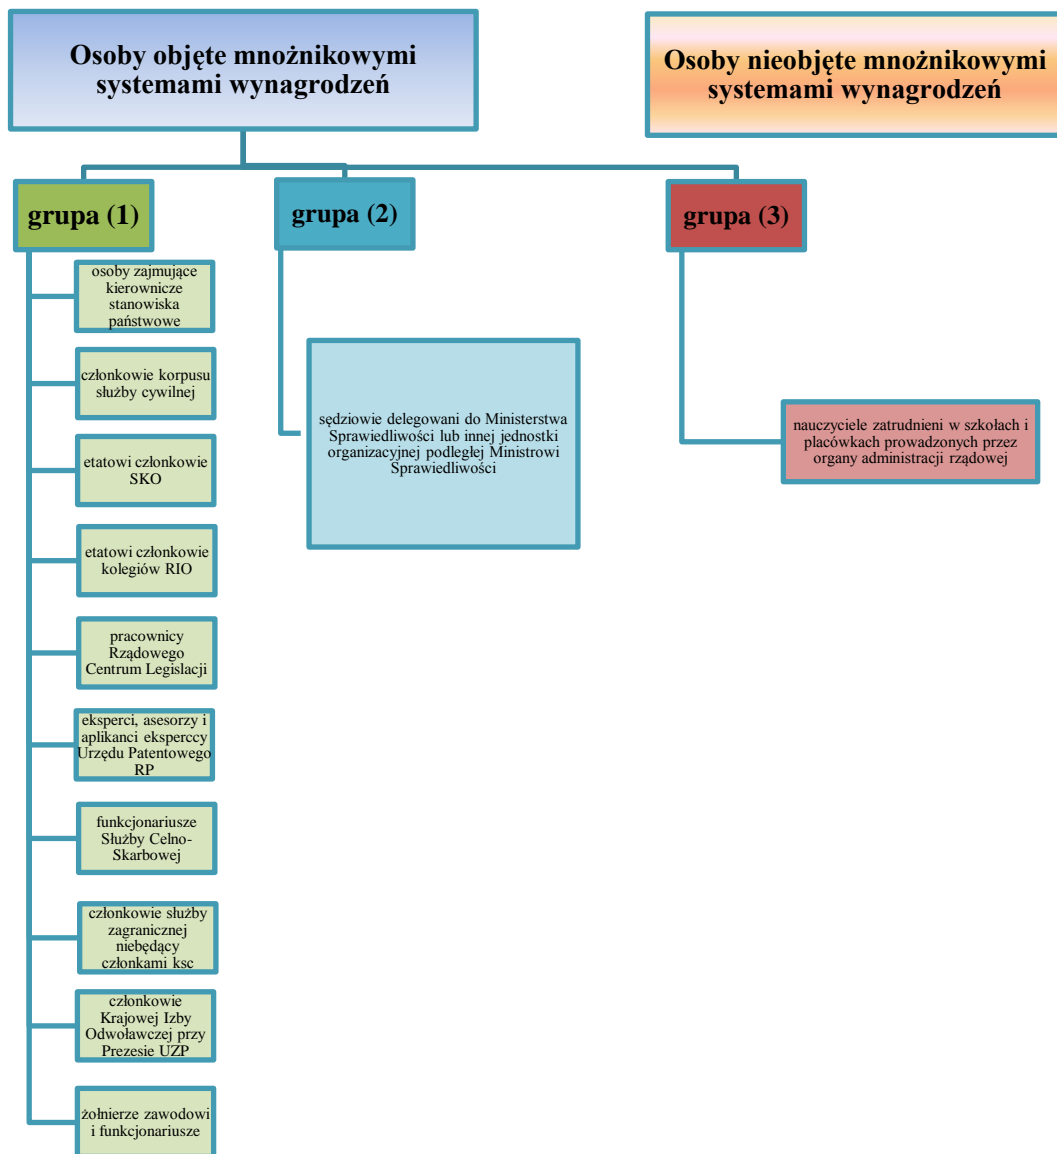 Osoby objęte mnożnikowymi
systemami wynagrodzeń
Osoby nieobjęte mnożnikowymi
systemami wynagrodzeń
grupa (1)
osoby zajmujące
kierownicze
stanowiska
państwowe
członkowie korpusu
służby cywilnej
etatowi członkowie
SKO
etatowi członkowie
kolegiów RIO
pracownicy
Rządowego
Centrum Legislacji
eksperci, asesorzy i
aplikanci eksperccy
Urzędu Patentowego
RP
funkcjonariusze
Służby Celno-
Skarbowej
członkowie służby
zagranicznej
niebędący
członkami ksc
członkowie
Krajowej Izby
Odwoławczej przy
Prezesie UZP
żołnierze zawodowi
i funkcjonariusze
grupa (2)
sędziowie delegowani do Ministerstwa
Sprawiedliwości lub innej jednostki
organizacyjnej podległej Ministrowi
Sprawiedliwości
grupa (3)
nauczyciele zatrudnieni w szkołach i
placówkach prowadzonych przez
organy administracji rządowej